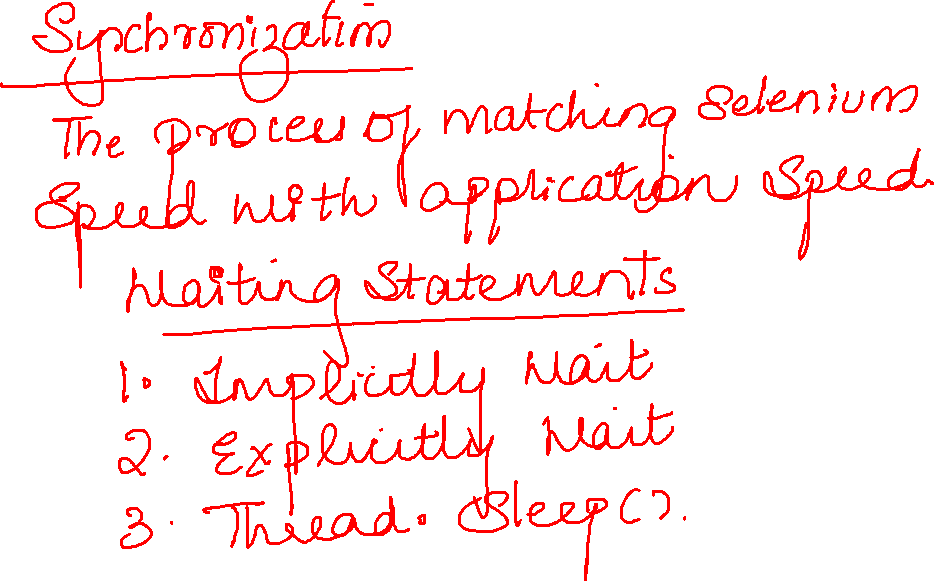 Synchronization
The process of matching Selenium
Speed with application Speed.
Waiting Statements
1. Implicitly Wait
2. Explicitly Wait
3. Thread. Sleep().